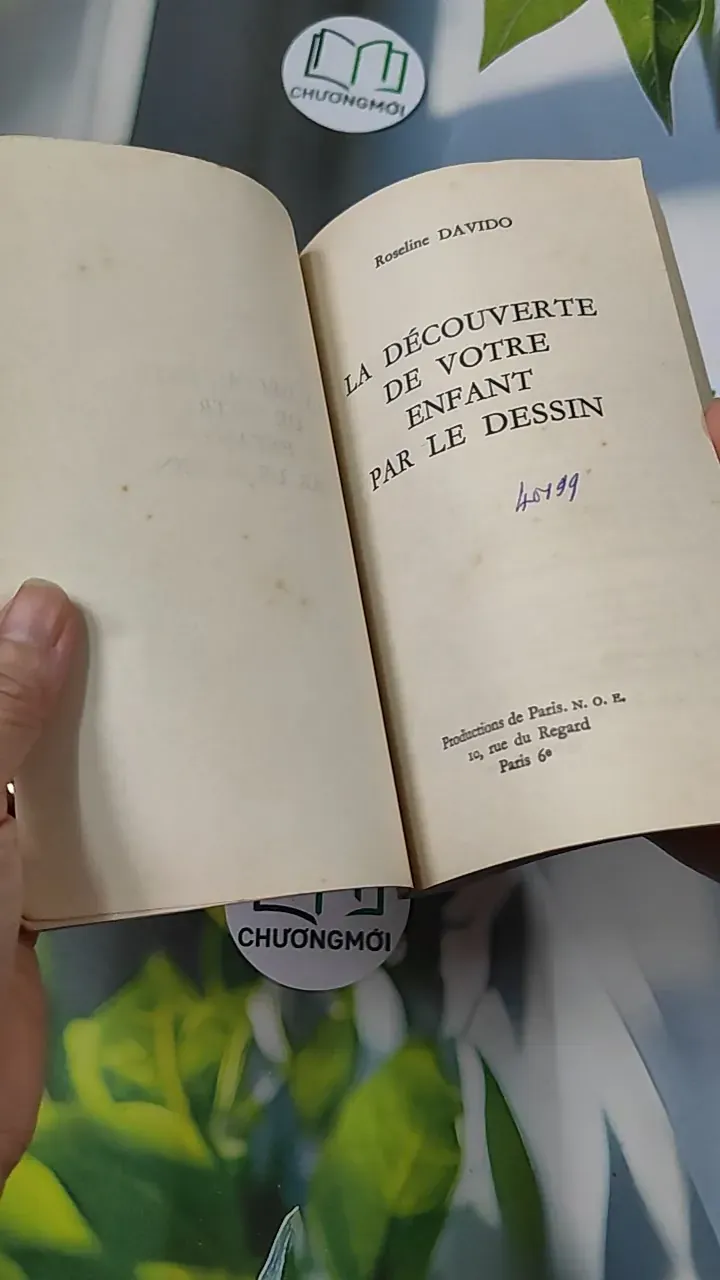 CHƯƠNGMỚI
Roseline DAVIDO
LA DÉCOUVERTE
DE VOTRE
ENFANT
PAR LE DESSIN
Productions de Paris. N. O. E.
10, rue du Regard
Paris 6e
CHƯƠNGMỚI